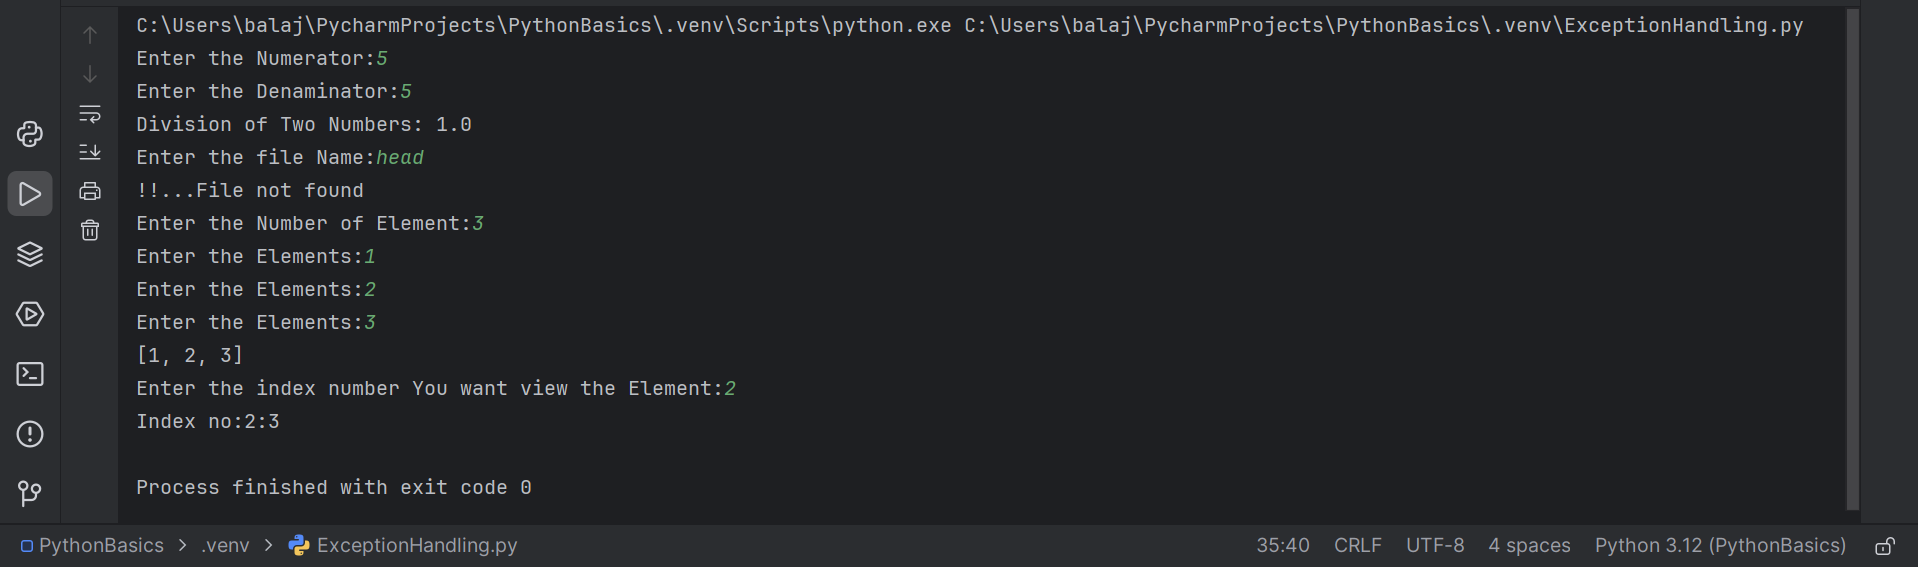 C:\Users\balaj\PycharmProjects\PythonBasics\.venv\Scripts\python.exe C:\Users\balaj\PycharmProjects\PythonBasics\.venv\ExceptionHandling.py
Enter the Numerator:5
Enter the Denaminator:5
Division of Two Numbers: 1.0
Enter the file Name:head
!!...File not found
Enter the Number of Element:3
Enter the Elements:1
Enter the Elements:2
Enter the Elements:3
[1, 2, 3]
Enter the index number You want view the Element:2
Index no:2:3
Process finished with exit code 0
PythonBasics > .venv > ExceptionHandling.py 35:40 CRLF UTF-8 4 spaces Python 3.12 (PythonBasics)